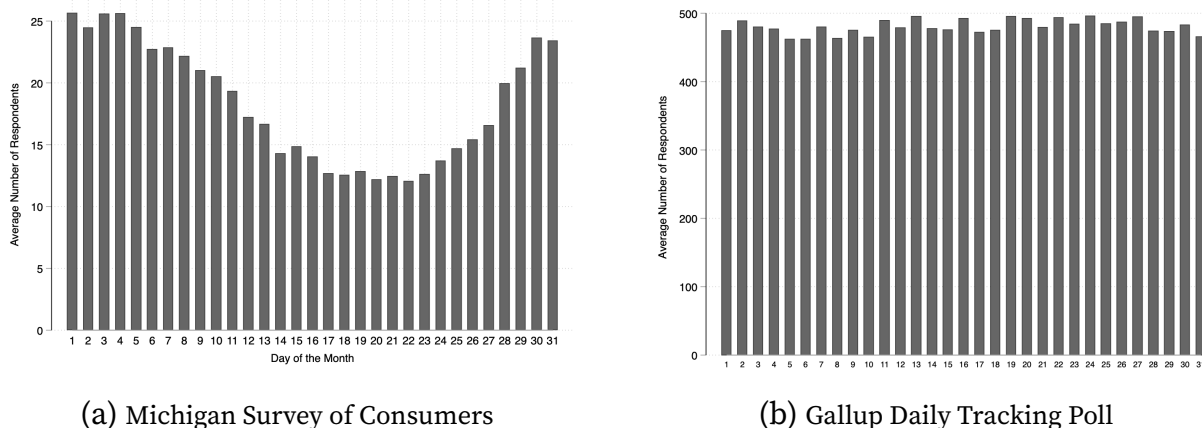 Average Number of Respondents
25
20
15
10
5
0
1 2 3 4 5 6 7 8 9 10 11 12 13 14 15 16 17 18 19 20 21 22 23 24 25 26 27 28 29 30 31
Day of the Month
(a) Michigan Survey of Consumers
Average Number of Respondents
500
400
300
200
100
0
1 2 3 4 5 6 7 8 9 10 11 12 13 14 15 16 17 18 19 20 21 22 23 24 25 26 27 28 29 30 3
(b) Gallup Daily Tracking Poll